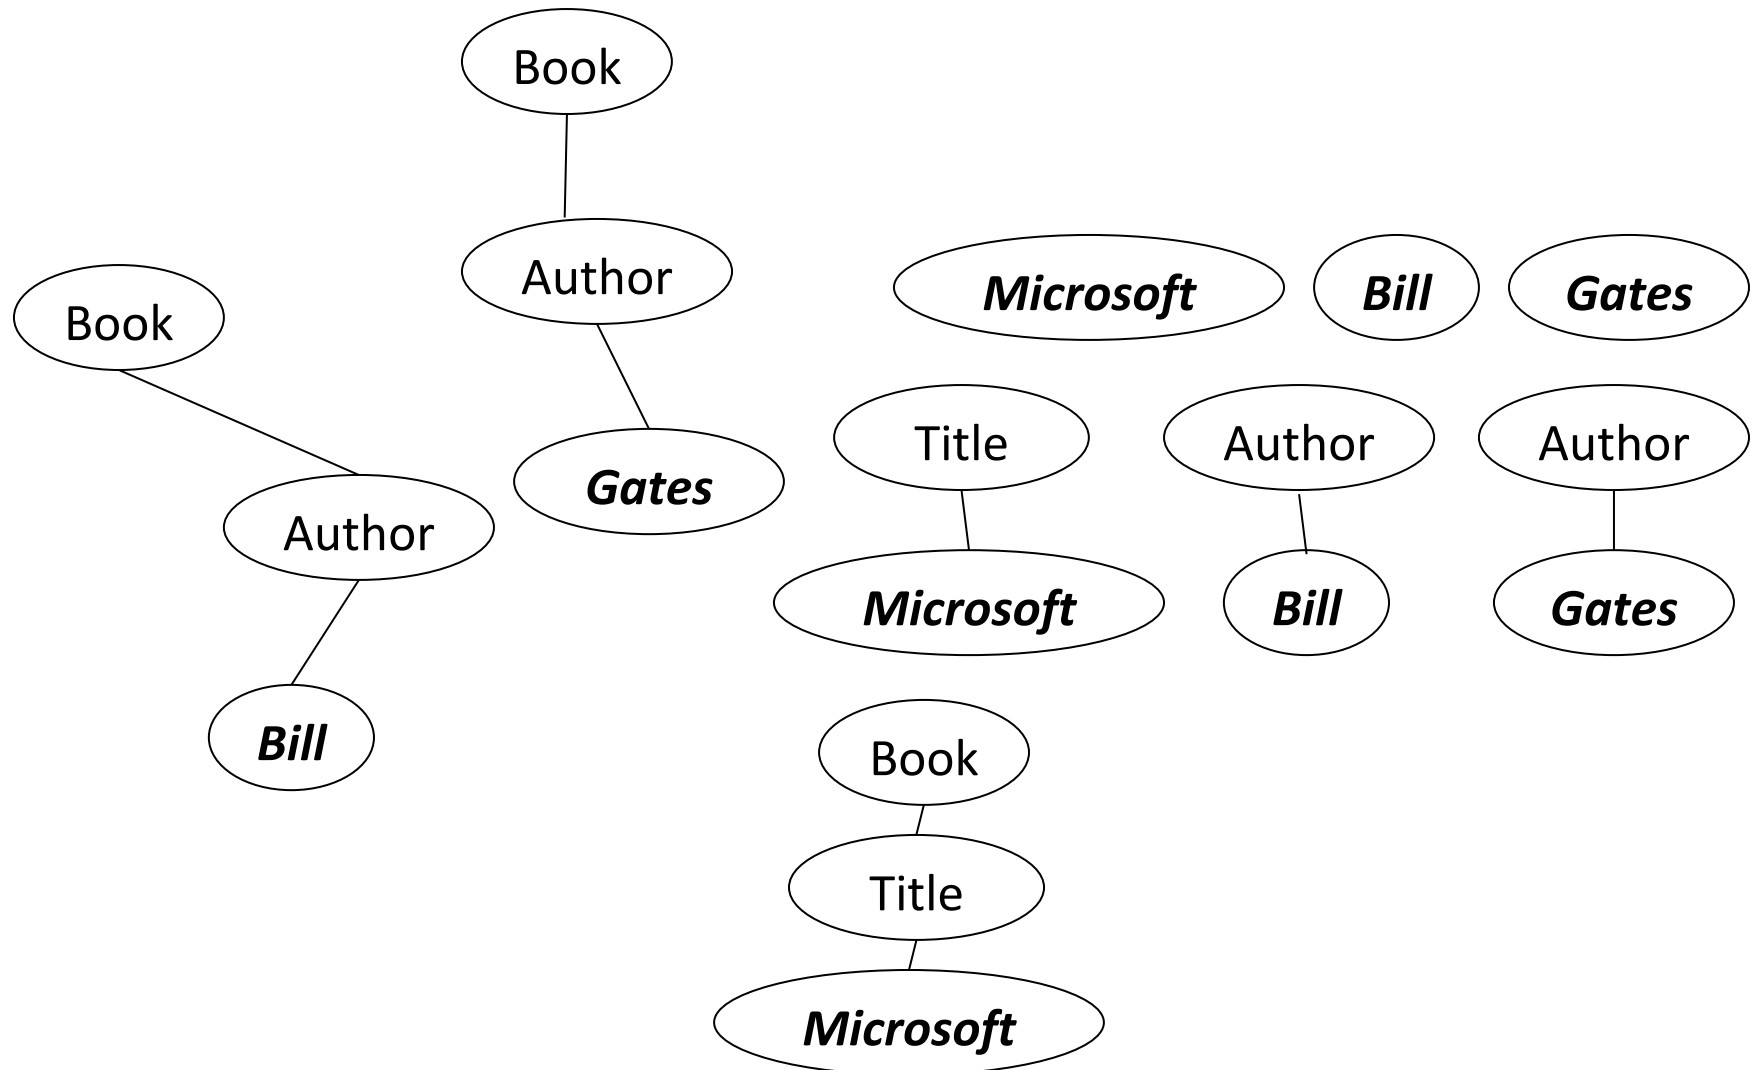 Book
Author
Gates
Book
Author
Bill
Microsoft Bill Gates
Title Author Author
Microsoft Bill Gates
Book
Title
Microsoft